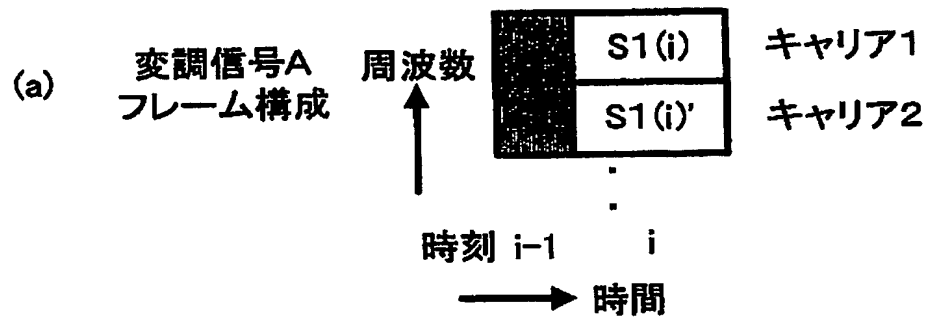 (a)
変調信号A
フレーム構成
周波数
S1(i)
キャリア1
S1(i)'
キャリア2
時刻 i-1 i
時間